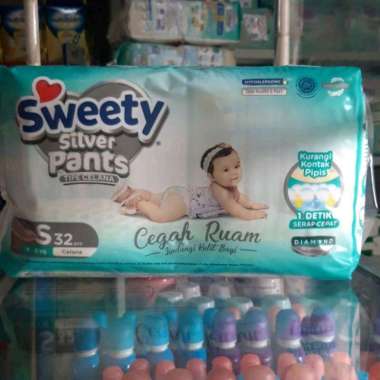 HYPOALLERGENIC
Sweety
Silver
Pants
TIPE CELANA
Kurangi
Kontak
Pipis
1 DETIK
SERAP CEPAT
DIAMOND
S 32
Celana
Cegah Ruam
Lindungi Kulit Bayi